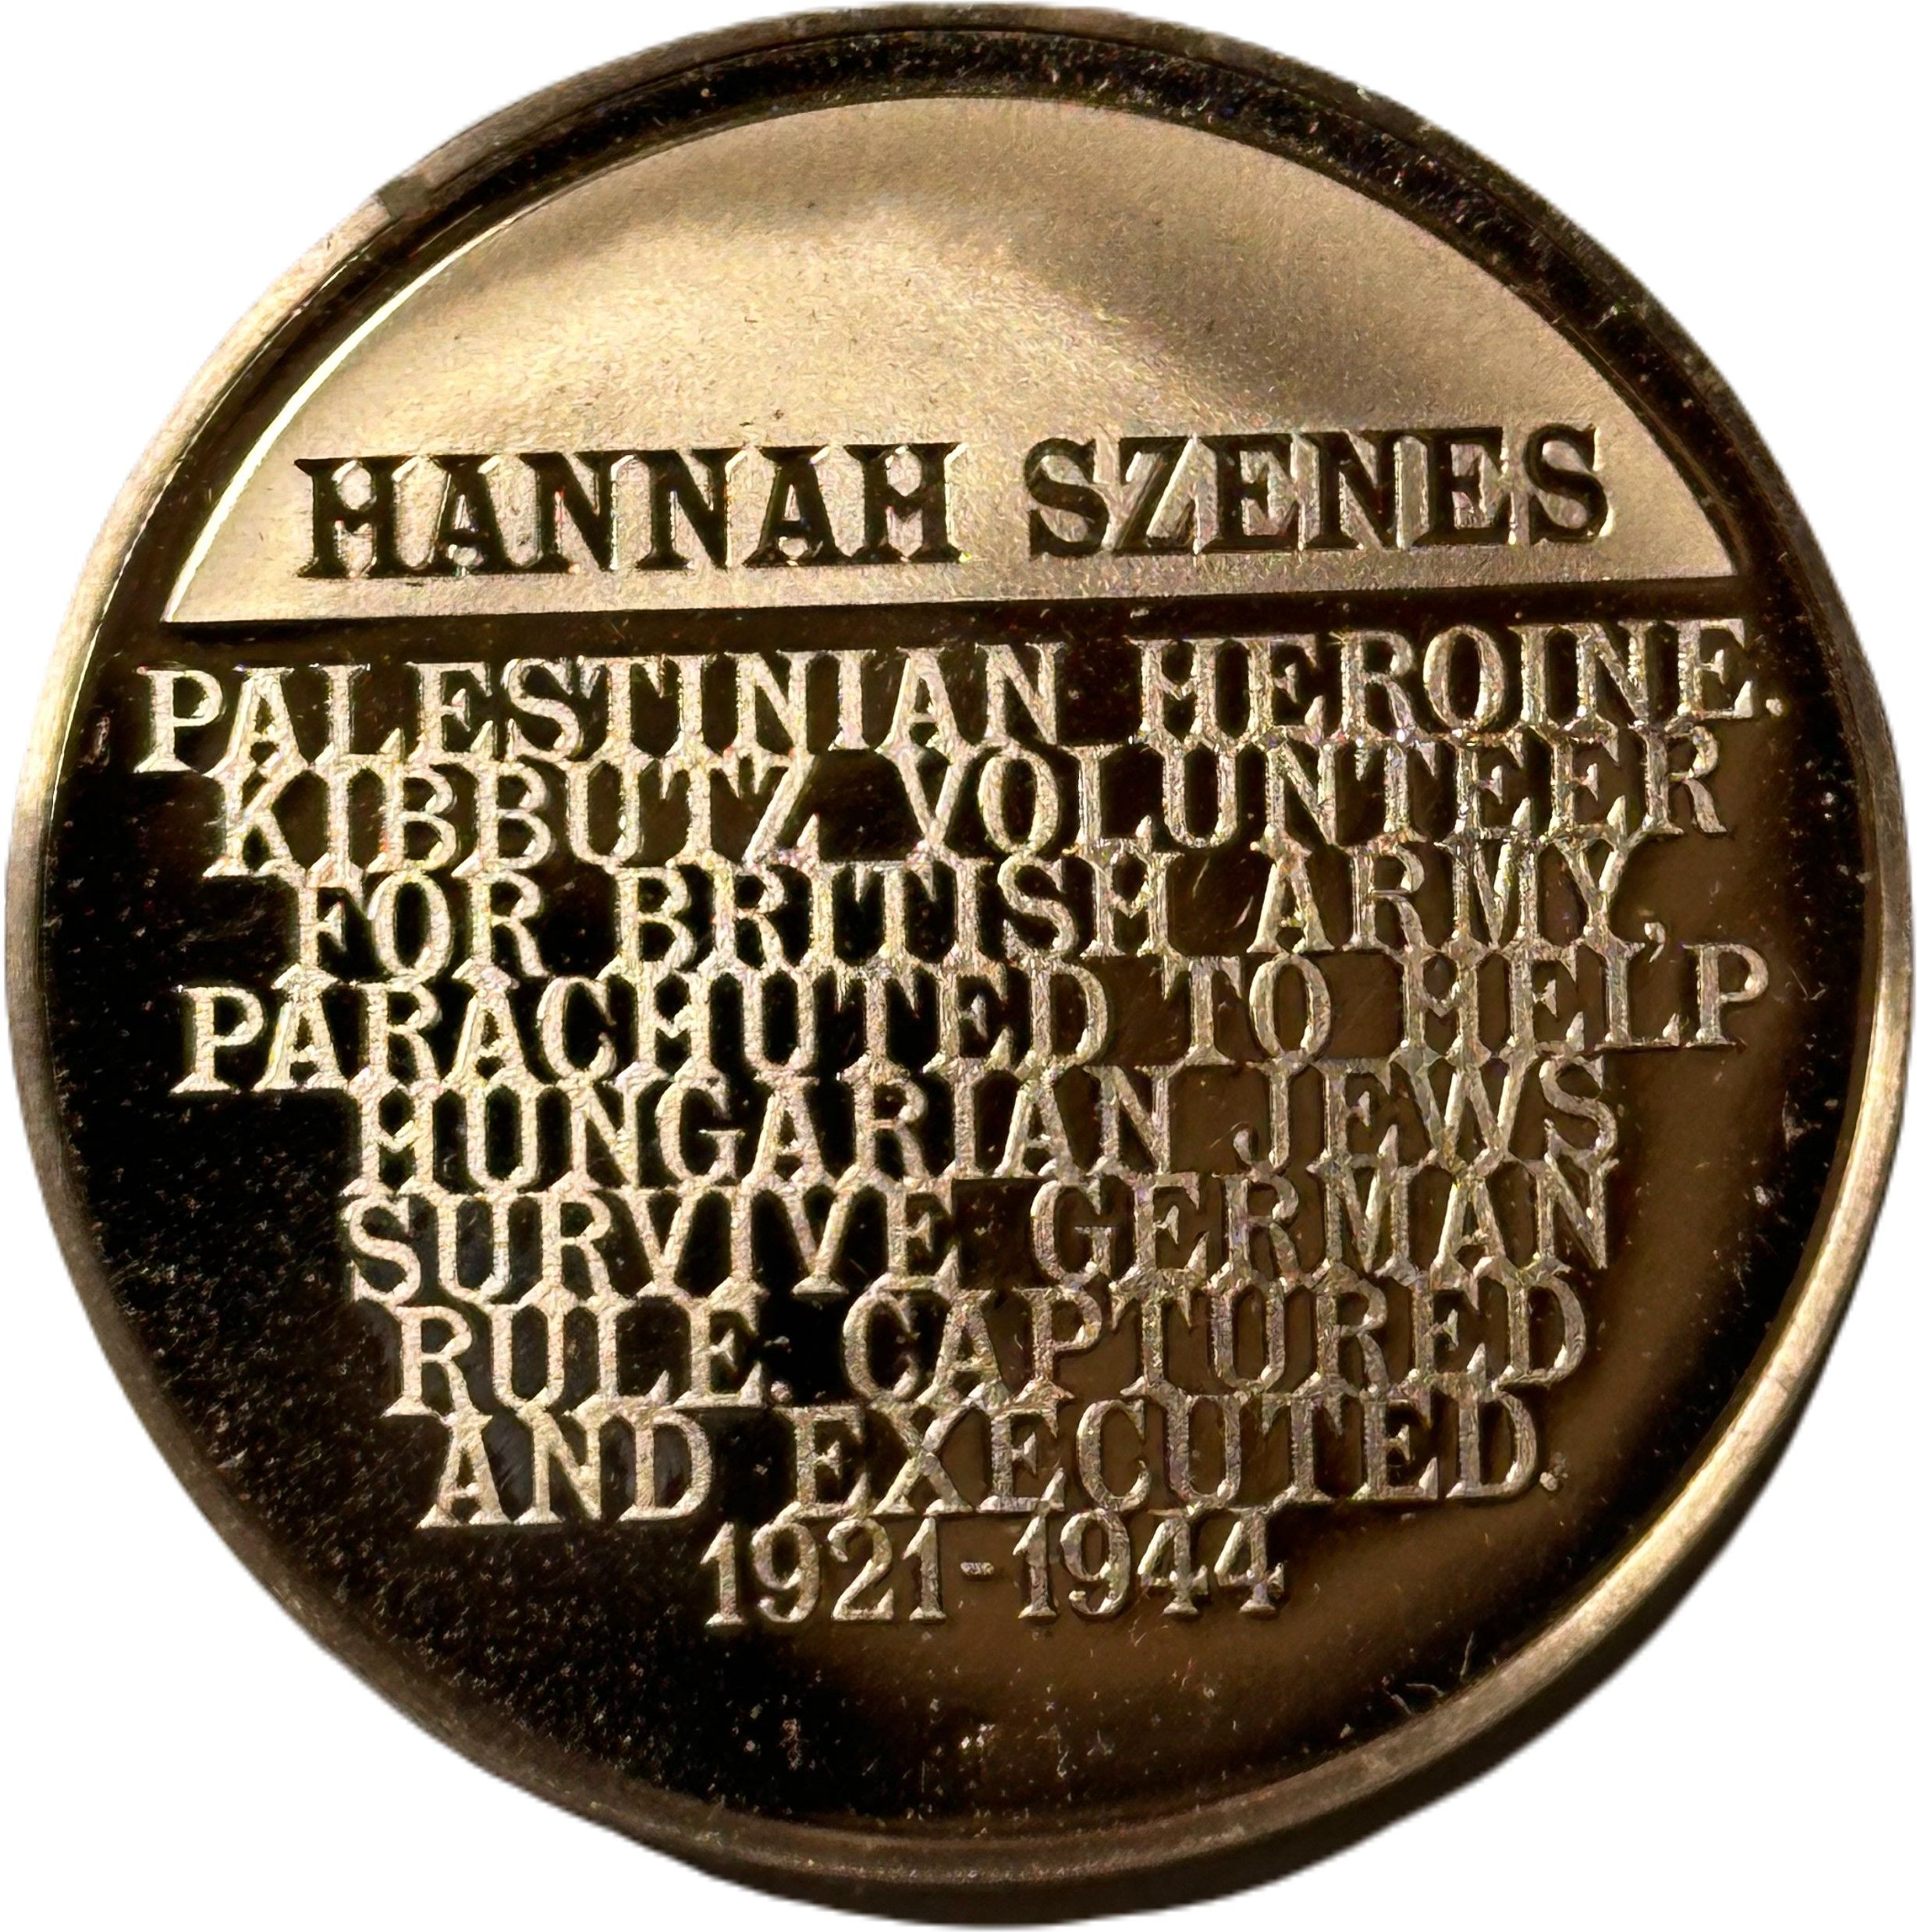 HANNAH SZENES
PALESTINIAN HEROINE.
KIBBUTZ VOLUNTEER
FOR BRITISH ARMY,
PARACHUTED TO HELP
HUNGARIAN JEWS
SURVIVE GERMAN
RULE. CAPTURED
AND EXECUTED.
1921-1944